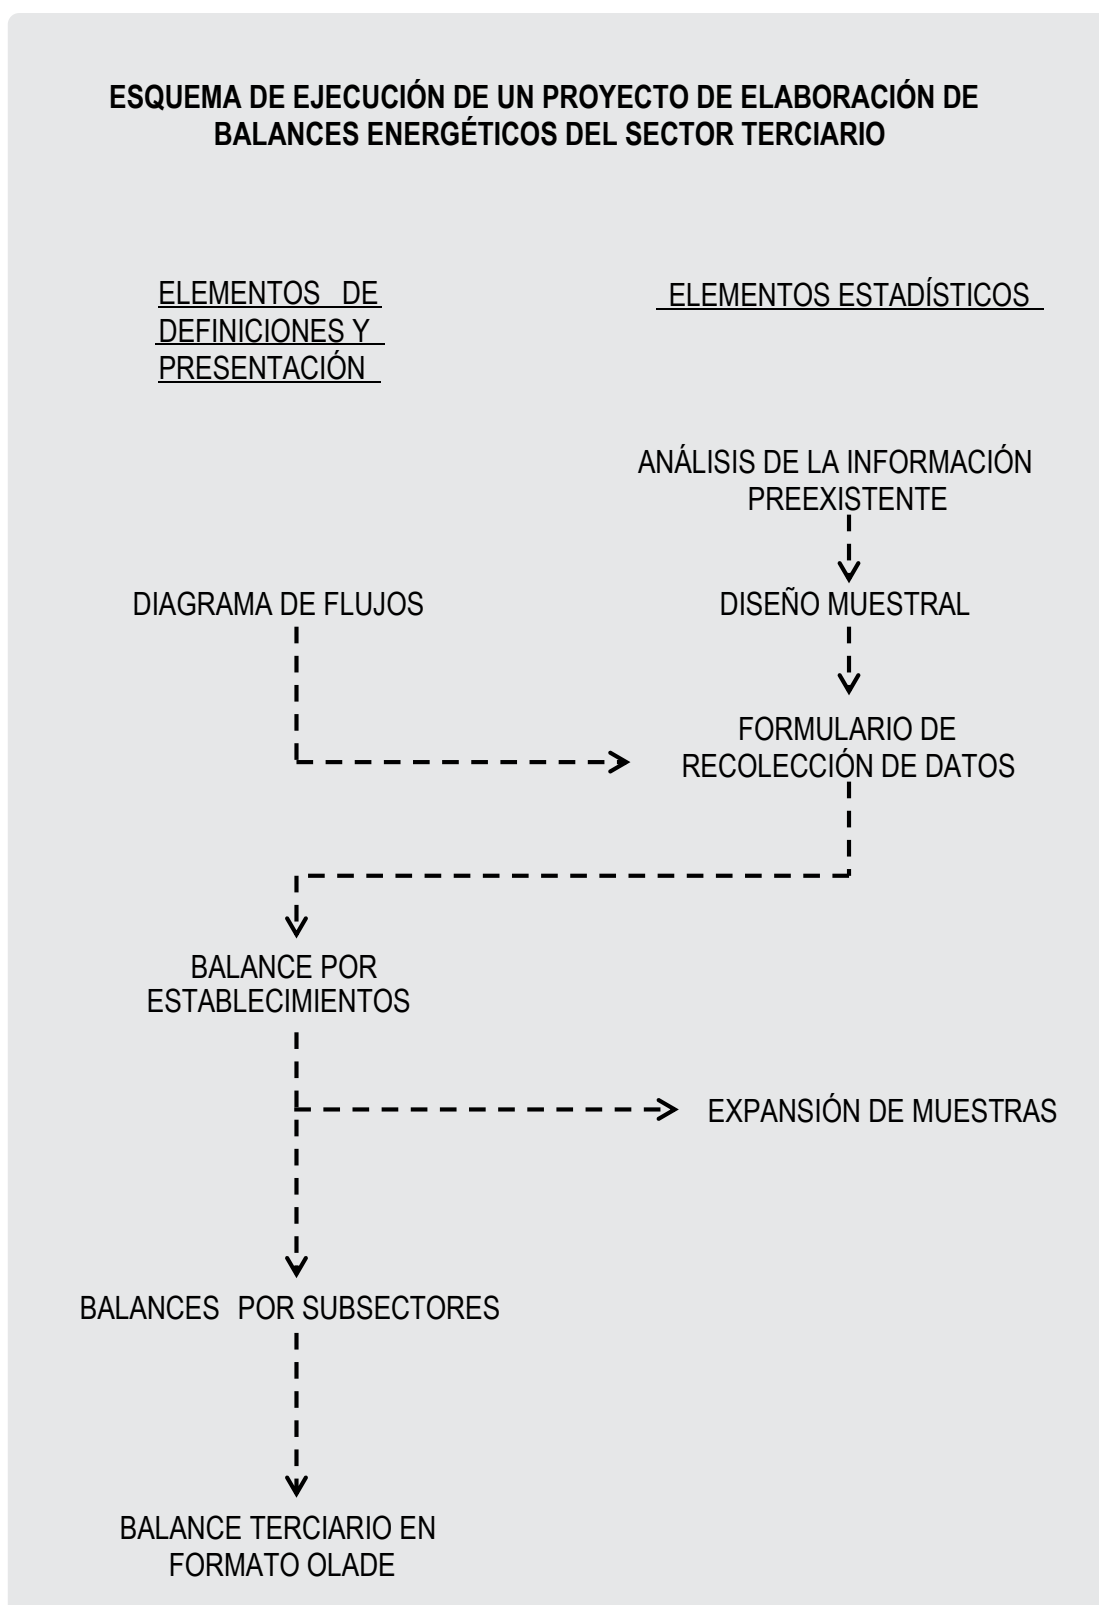 ESQUEMA DE EJECUCIÓN DE UN PROYECTO DE ELABORACIÓN DE
BALANCES ENERGÉTICOS DEL SECTOR TERCIARIO
ELEMENTOS DE
DEFINICIONES Y
PRESENTACIÓN
ELEMENTOS ESTADÍSTICOS
ANÁLISIS DE LA INFORMACIÓN
PREEXISTENTE
DIAGRAMA DE FLUJOS
DISEÑO MUESTRAL
FORMULARIO DE
RECOLECCIÓN DE DATOS
BALANCE POR
ESTABLECIMIENTOS
EXPANSIÓN DE MUESTRAS
BALANCES POR SUBSECTORES
BALANCE TERCIARIO EN
FORMATO OLADE